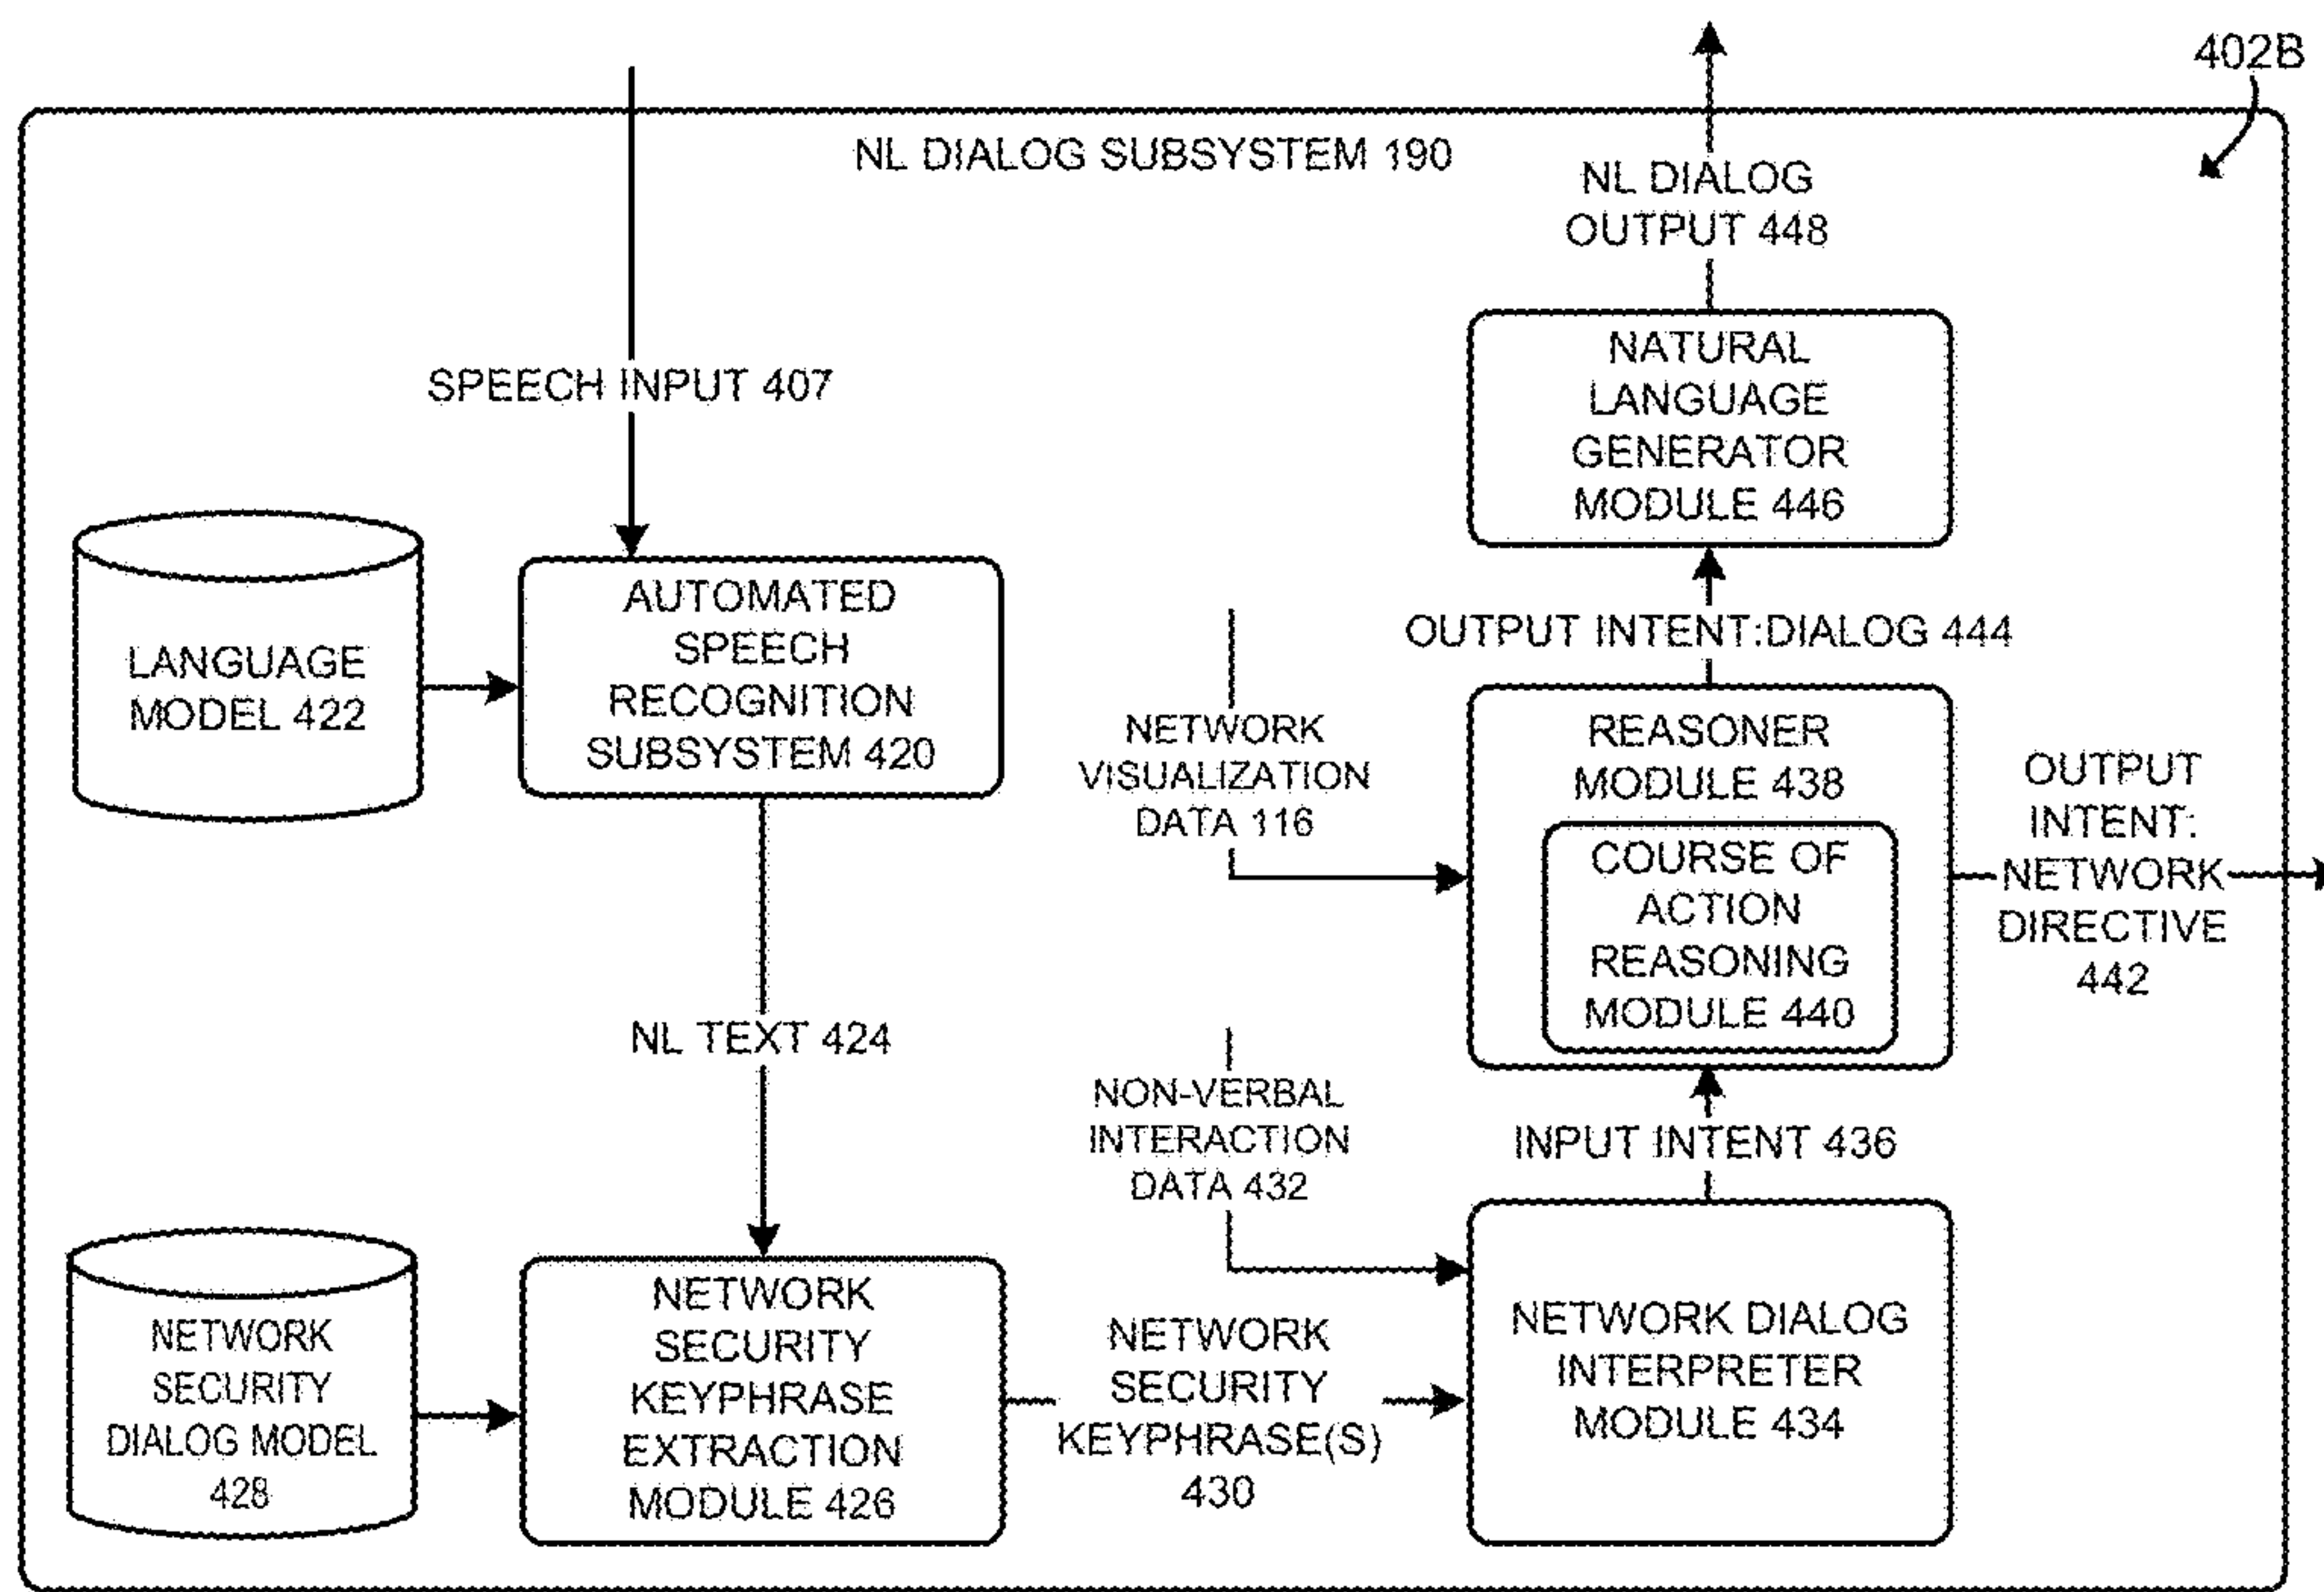 402B
NL DIALOG SUBSYSTEM 190
NL DIALOG
OUTPUT 448
SPEECH INPUT 407
NATURAL
LANGUAGE
GENERATOR
MODULE 446
LANGUAGE
MODEL 422
AUTOMATED
SPEECH
RECOGNITION
SUBSYSTEM 420
OUTPUT INTENT:DIALOG 444
NETWORK
VISUALIZATION
DATA 116
REASONER
MODULE 438
COURSE OF
ACTION
REASONING
MODULE 440
OUTPUT
INTENT:
NETWORK
DIRECTIVE
442
NL TEXT 424
NON-VERBAL
INTERACTION
DATA 432
INPUT INTENT 436
NETWORK
SECURITY
DIALOG MODEL
428
NETWORK
SECURITY
KEYPHRASE
EXTRACTION
MODULE 426
NETWORK
SECURITY
KEYPHRASE(S)
430
NETWORK DIALOG
INTERPRETER
MODULE 434